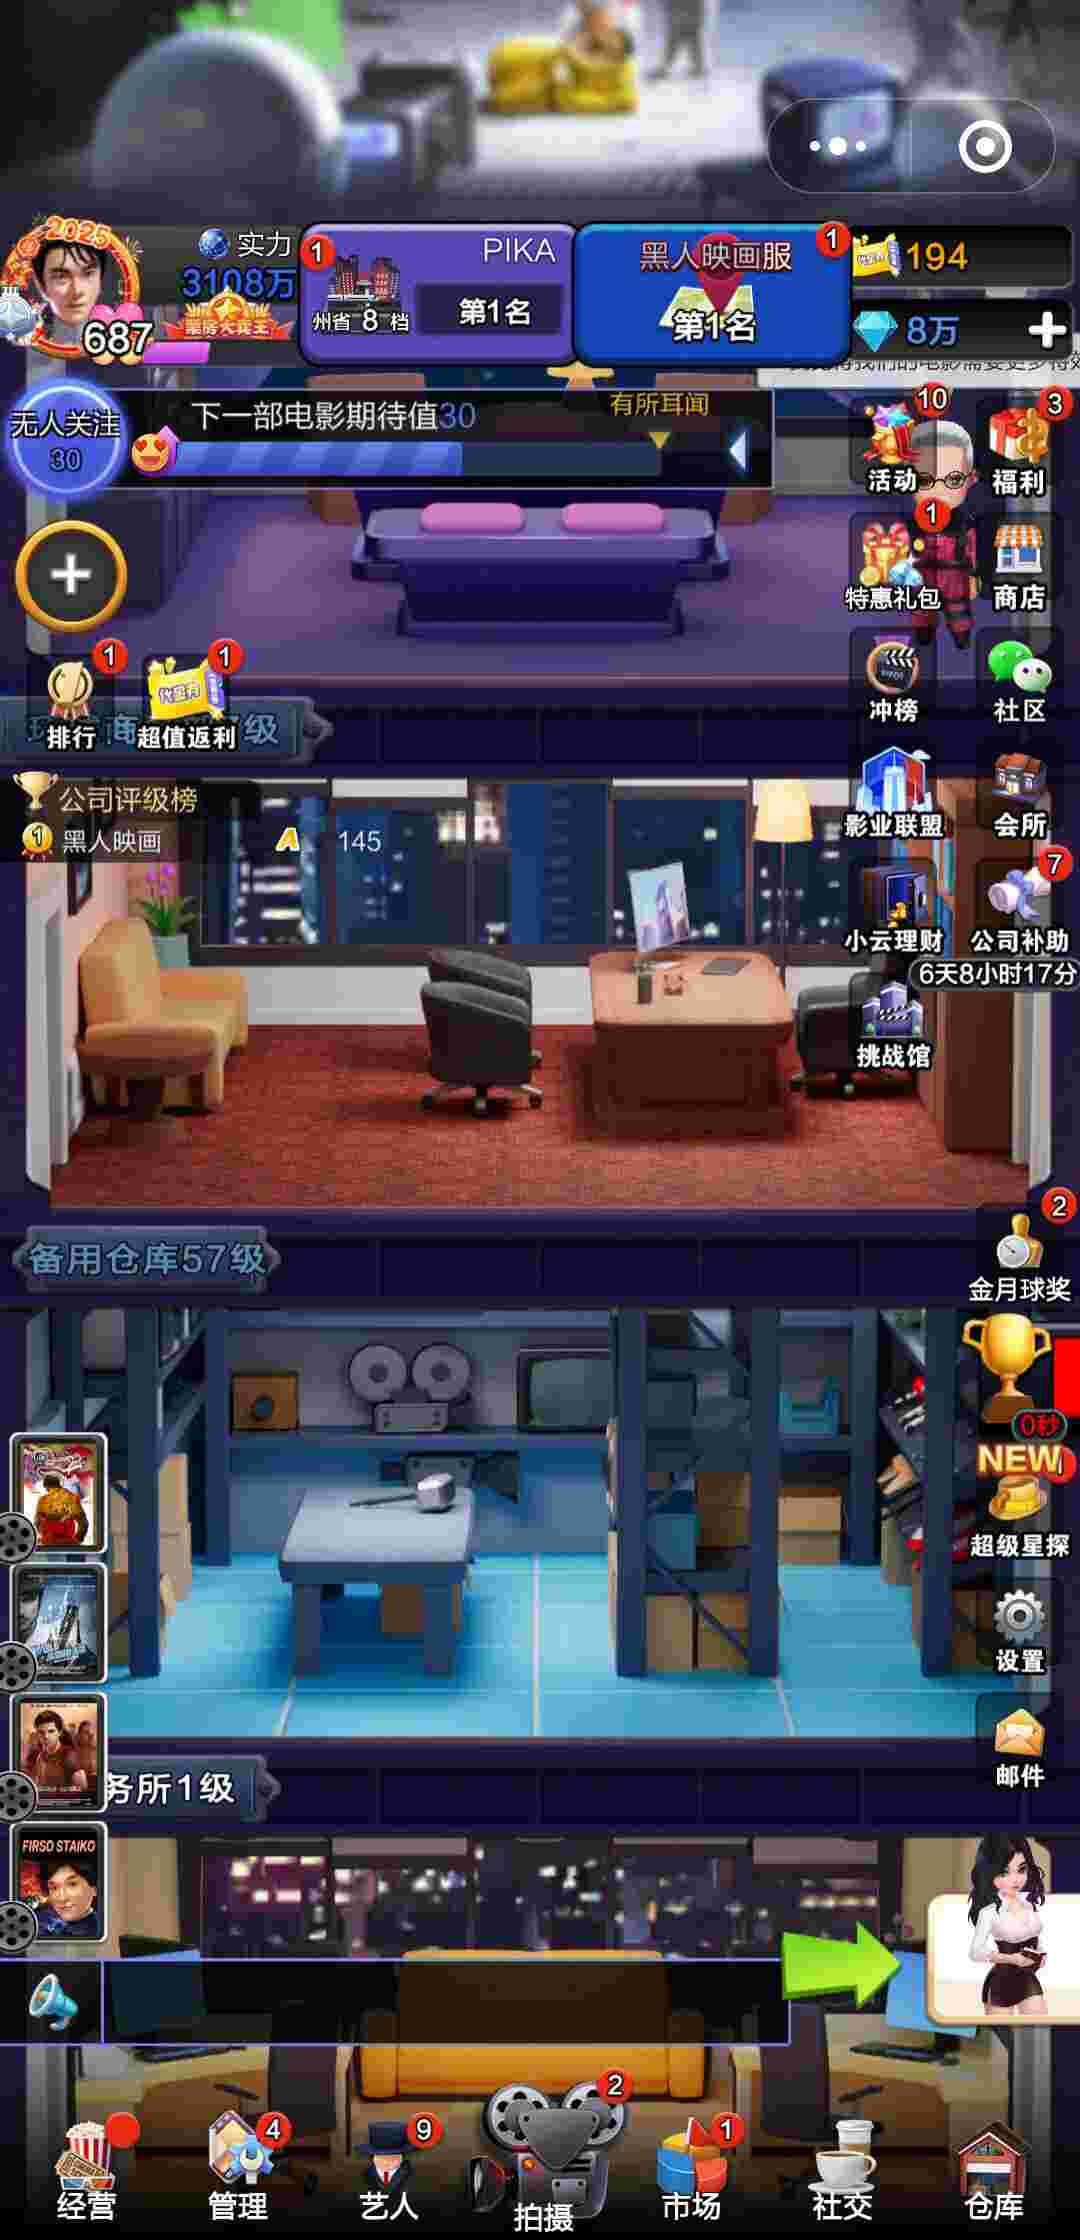 2025
实力
3108万
687
票房大赛王
1
PIKA
州省 8 档
第1名
黑人映画服
1
第1名
代金券
194
8万
无人关注
30
下一部电影期待值30
有所耳闻
10
活动
3
福利
1
特惠礼包
商店
1
排行
1
代金券
超值返利
级
冲榜
社区
公司评级榜
1
黑人映画
A
145
影业联盟
会所
小云理财
7
公司补助
6天8小时17分
挑战馆
备用仓库57级
2
金月球奖
0秒
NEW
超级星探
设置
邮件
务所1级
FIRSO STAIKO
经营
4
管理
9
艺人
2
拍摄
1
市场
社交
仓库